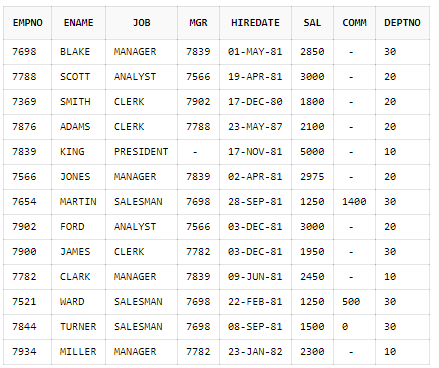 EMPNO ENAME JOB MGR HIREDATE SAL COMM DEPTNO
7698 BLAKE MANAGER 7839 01-MAY-81 2850 - 30
7788 SCOTT ANALYST 7566 19-APR-81 3000 - 20
7369 SMITH CLERK 7902 17-DEC-80 1800 - 20
7876 ADAMS CLERK 7788 23-MAY-87 2100 - 20
7839 KING PRESIDENT - 17-NOV-81 5000 - 10
7566 JONES MANAGER 7839 02-APR-81 2975 - 20
7654 MARTIN SALESMAN 7698 28-SEP-81 1250 1400 30
7902 FORD ANALYST 7566 03-DEC-81 3000 - 20
7900 JAMES CLERK 7782 03-DEC-81 1950 - 30
7782 CLARK MANAGER 7839 09-JUN-81 2450 - 10
7521 WARD SALESMAN 7698 22-FEB-81 1250 500 30
7844 TURNER SALESMAN 7698 08-SEP-81 1500 0 30
7934 MILLER MANAGER 7782 23-JAN-82 2300 - 10